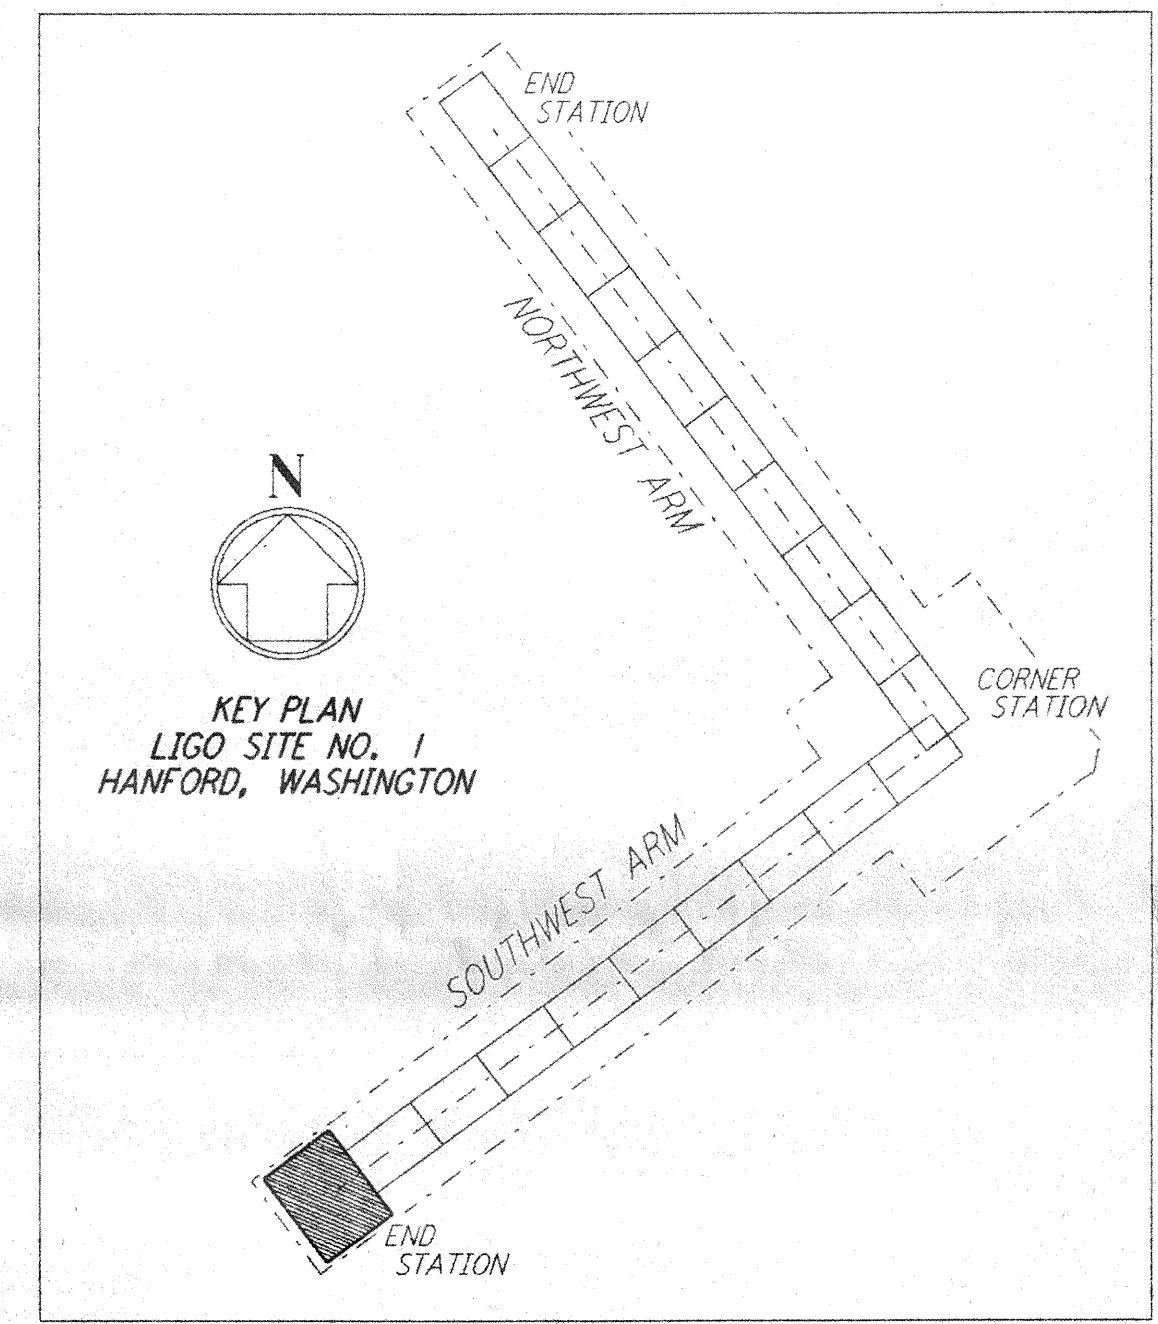 END
STATION
NORTHWEST ARM
N
CORNER
STATION
KEY PLAN
LIGO SITE NO. 1
HANFORD, WASHINGTON
SOUTHWEST ARM
END
STATION